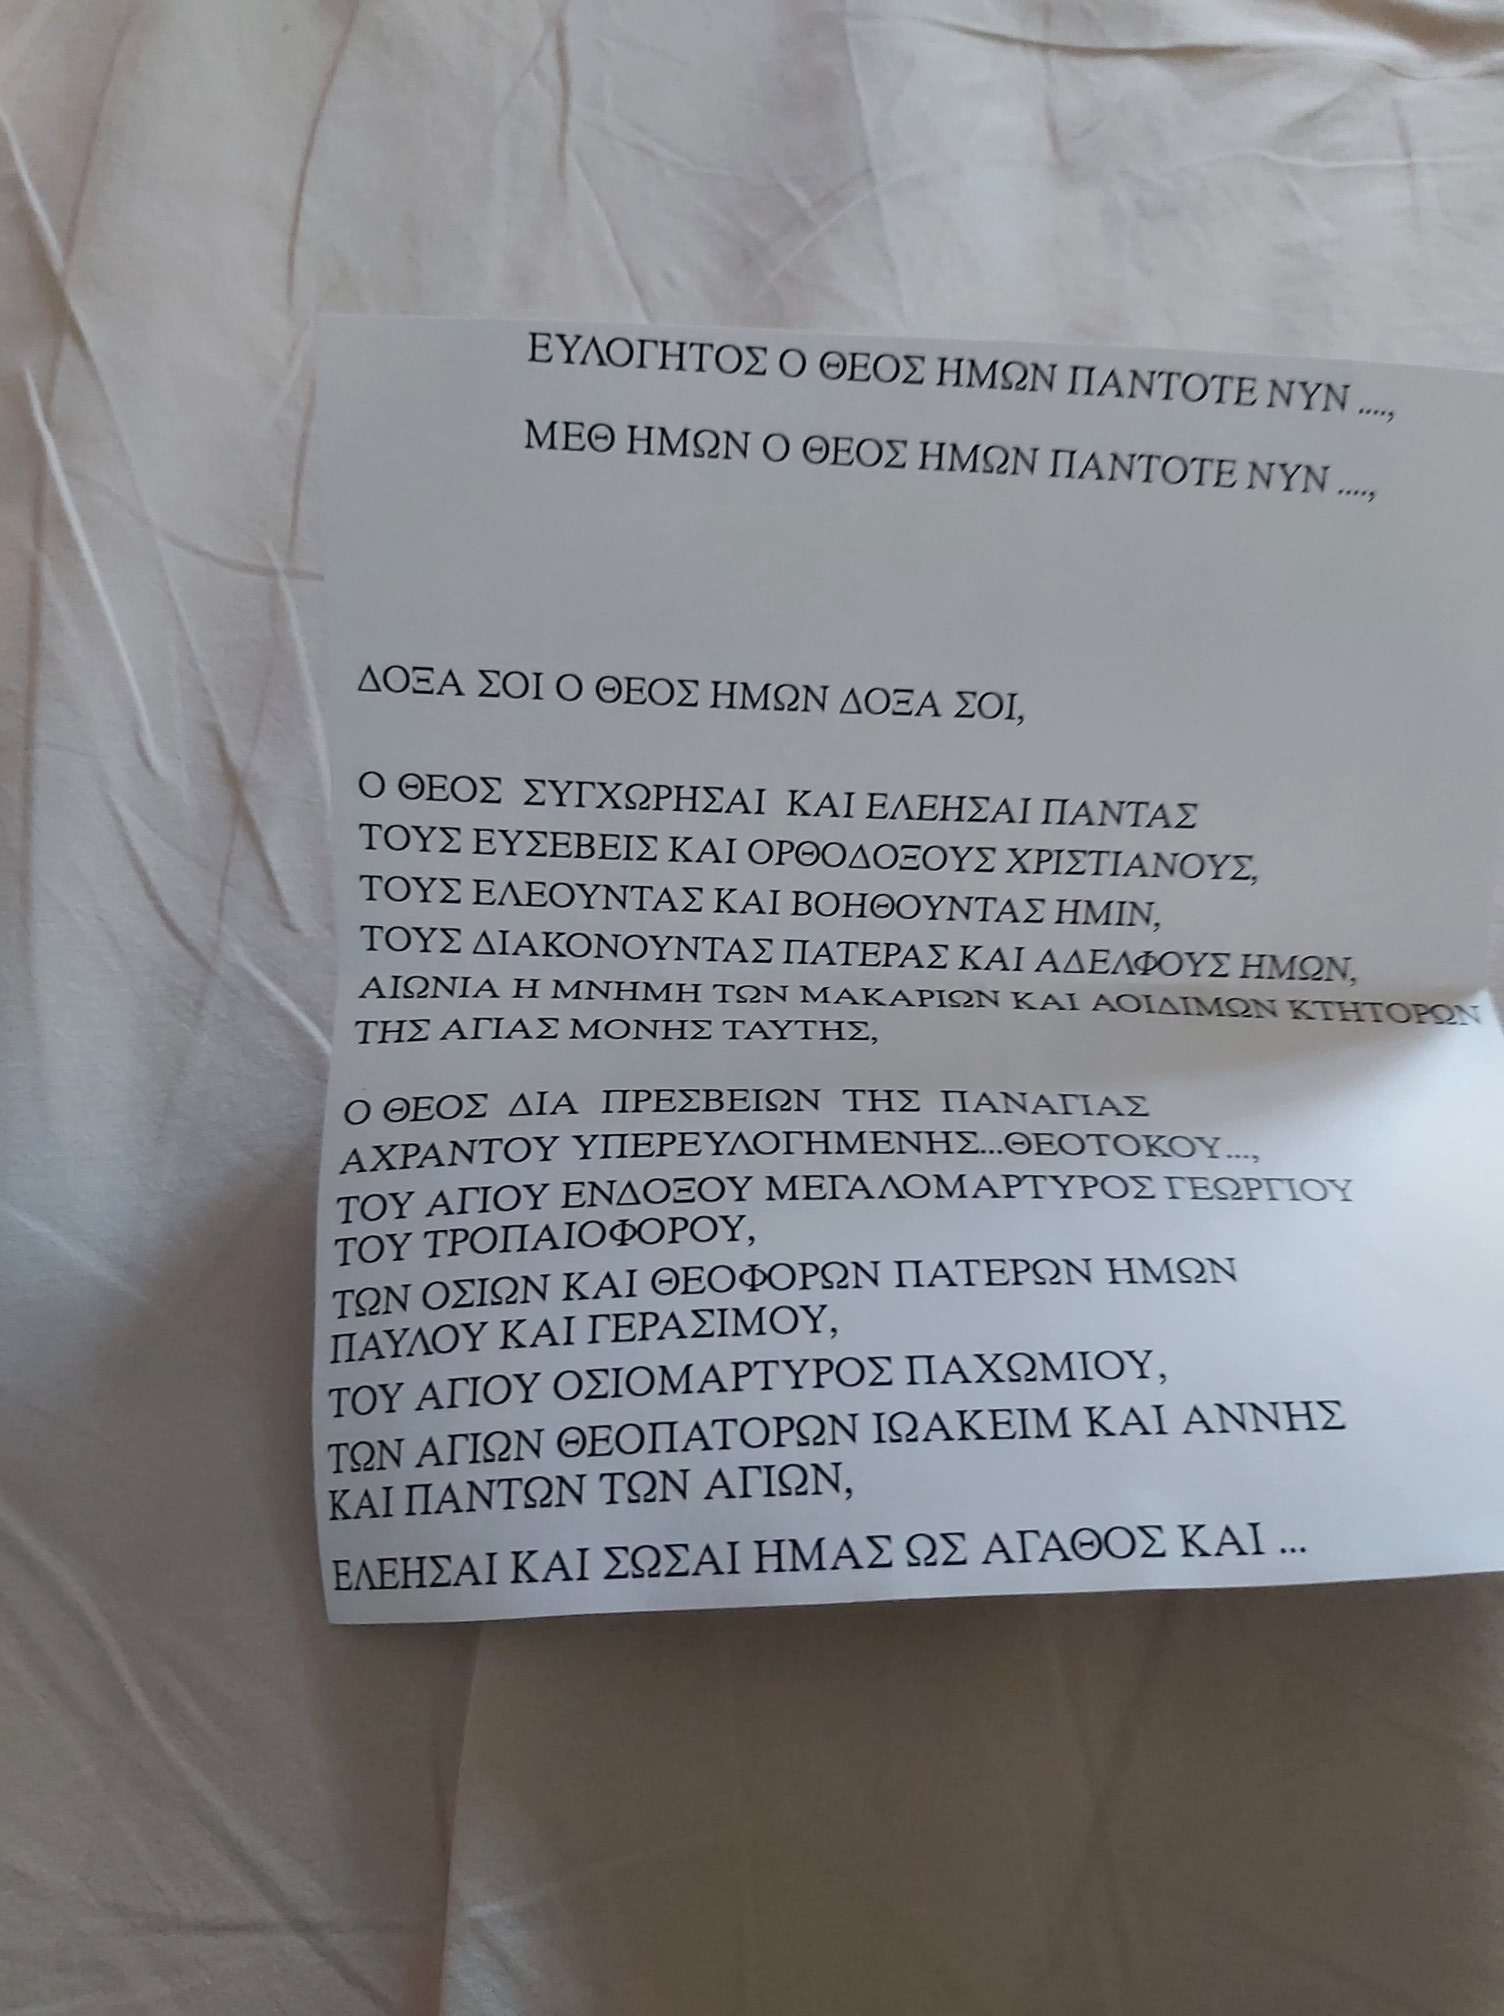 ΕΥΛΟΓΗΤΟΣ Ο ΘΕΟΣ ΗΜΩΝ ΠΑΝΤΟΤΕ ΝΥΝ ....,
ΜΕΘ ΗΜΩΝ Ο ΘΕΟΣ ΗΜΩΝ ΠΑΝΤΟΤΕ ΝΥΝ ....,
ΔΟΞΑ ΣΟΙ Ο ΘΕΟΣ ΗΜΩΝ ΔΟΞΑ ΣΟΙ,
Ο ΘΕΟΣ ΣΥΓΧΩΡΗΣΑΙ ΚΑΙ ΕΛΕΗΣΑΙ ΠΑΝΤΑΣ
ΤΟΥΣ ΕΥΣΕΒΕΙΣ ΚΑΙ ΟΡΘΟΔΟΞΟΥΣ ΧΡΙΣΤΙΑΝΟΥΣ,
ΤΟΥΣ ΕΛΕΟΥΝΤΑΣ ΚΑΙ ΒΟΗΘΟΥΝΤΑΣ ΗΜΙΝ,
ΤΟΥΣ ΔΙΑΚΟΝΟΥΝΤΑΣ ΠΑΤΕΡΑΣ ΚΑΙ ΑΔΕΛΦΟΥΣ ΗΜΩΝ,
ΑΙΩΝΙΑ Η ΜΝΗΜΗ ΤΩΝ ΜΑΚΑΡΙΩΝ ΚΑΙ ΑΟΙΔΙΜΩΝ ΚΤΗΤΟΡΩΝ
ΤΗΣ ΑΓΙΑΣ ΜΟΝΗΣ ΤΑΥΤΗΣ,
Ο ΘΕΟΣ ΔΙΑ ΠΡΕΣΒΕΙΩΝ ΤΗΣ ΠΑΝΑΓΙΑΣ
ΑΧΡΑΝΤΟΥ ΥΠΕΡΕΥΛΟΓΗΜΕΝΗΣ...ΘΕΟΤΟΚΟΥ...,
ΤΟΥ ΑΓΙΟΥ ΕΝΔΟΞΟΥ ΜΕΓΑΛΟΜΑΡΤΥΡΟΣ ΓΕΩΡΓΙΟΥ
ΤΟΥ ΤΡΟΠΑΙΟΦΟΡΟΥ,
ΤΩΝ ΟΣΙΩΝ ΚΑΙ ΘΕΟΦΟΡΩΝ ΠΑΤΕΡΩΝ ΗΜΩΝ
ΠΑΥΛΟΥ ΚΑΙ ΓΕΡΑΣΙΜΟΥ,
ΤΟΥ ΑΓΙΟΥ ΟΣΙΟΜΑΡΤΥΡΟΣ ΠΑΧΩΜΙΟΥ,
ΤΩΝ ΑΓΙΩΝ ΘΕΟΠΑΤΟΡΩΝ ΙΩΑΚΕΙΜ ΚΑΙ ΑΝΝΗΣ
ΚΑΙ ΠΑΝΤΩΝ ΤΩΝ ΑΓΙΩΝ,
ΕΛΕΗΣΑΙ ΚΑΙ ΣΩΣΑΙ ΗΜΑΣ ΩΣ ΑΓΑΘΟΣ ΚΑΙ ...